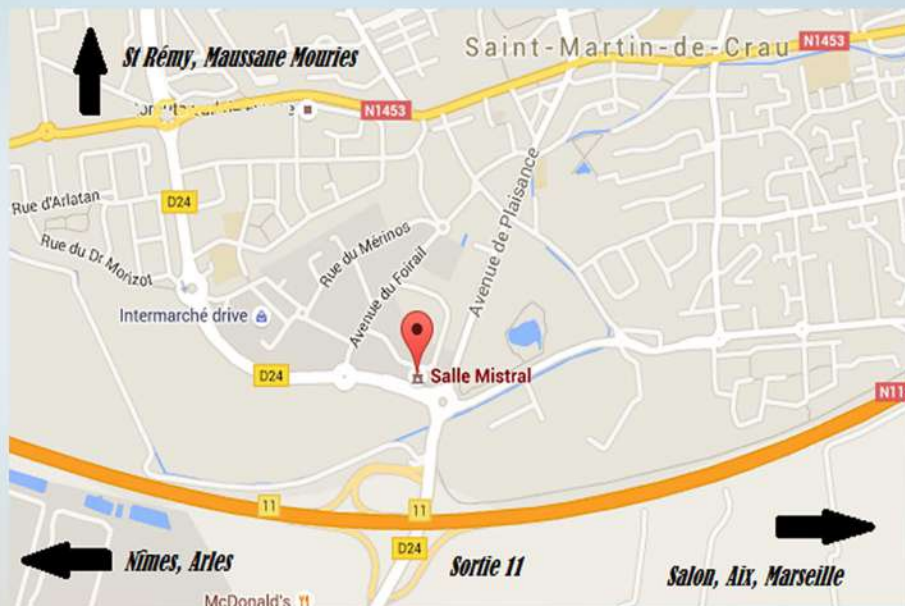 St Rémy, Maussane Mouries
Saint-Martin-de-Crau
N1453
N1453
Rue d'Arlatan
D24
Rue du Dr Morizot
Rue du Mérinos
Avenue du Foirail
Avenue de Plaisance
Intermarché drive
Salle Mistral
D24
N11
11
11
D24
Nîmes, Arles
Sortie 11
Salon, Aix, Marseille
McDonald's